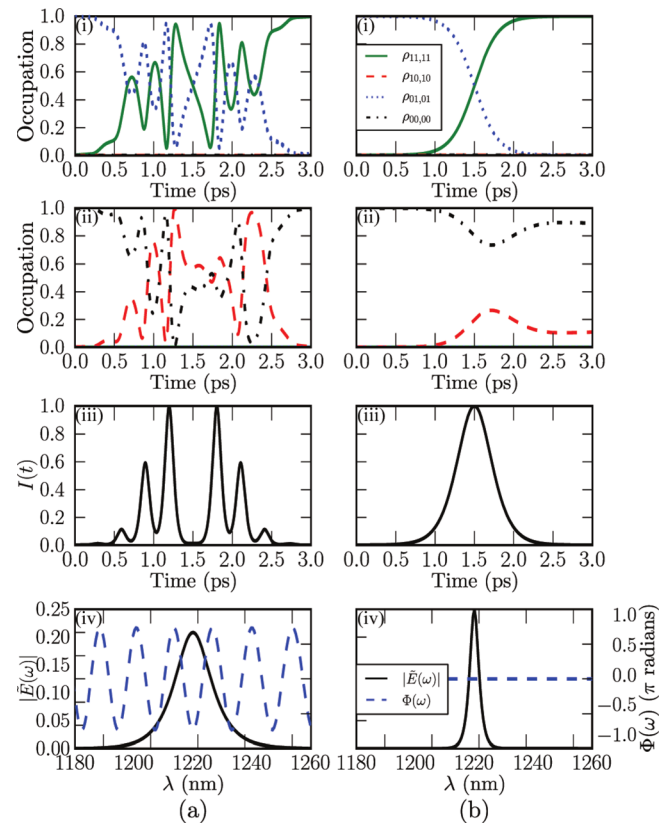 1.0
0.8
0.6
0.4
0.2
0.0
Occupation
(i)
0.0 0.5 1.0 1.5 2.0 2.5 3.0
Time (ps)
(i)
ρ11,11
ρ10,10
ρ01,01
ρ00,00
0.0 0.5 1.0 1.5 2.0 2.5 3.0
Time (ps)
1.0
0.8
0.6
0.4
0.2
0.0
Occupation
(ii)
0.0 0.5 1.0 1.5 2.0 2.5 3.0
Time (ps)
(ii)
0.0 0.5 1.0 1.5 2.0 2.5 3.0
Time (ps)
1.0
0.8
0.6
0.4
0.2
0.0
I(t)
(iii)
0.0 0.5 1.0 1.5 2.0 2.5 3.0
Time (ps)
(iii)
0.0 0.5 1.0 1.5 2.0 2.5 3.0
Time (ps)
0.25
0.20
0.15
0.10
0.05
0.00
|Ẽ(ω)|
(iv)
1180 1200 1220 1240 1260
λ (nm)
(a)
(iv)
|Ẽ(ω)|
Φ(ω)
1180 1200 1220 1240 1260
λ (nm)
(b)
1.0
0.5
0.0
−0.5
−1.0
Φ(ω) (π radians)